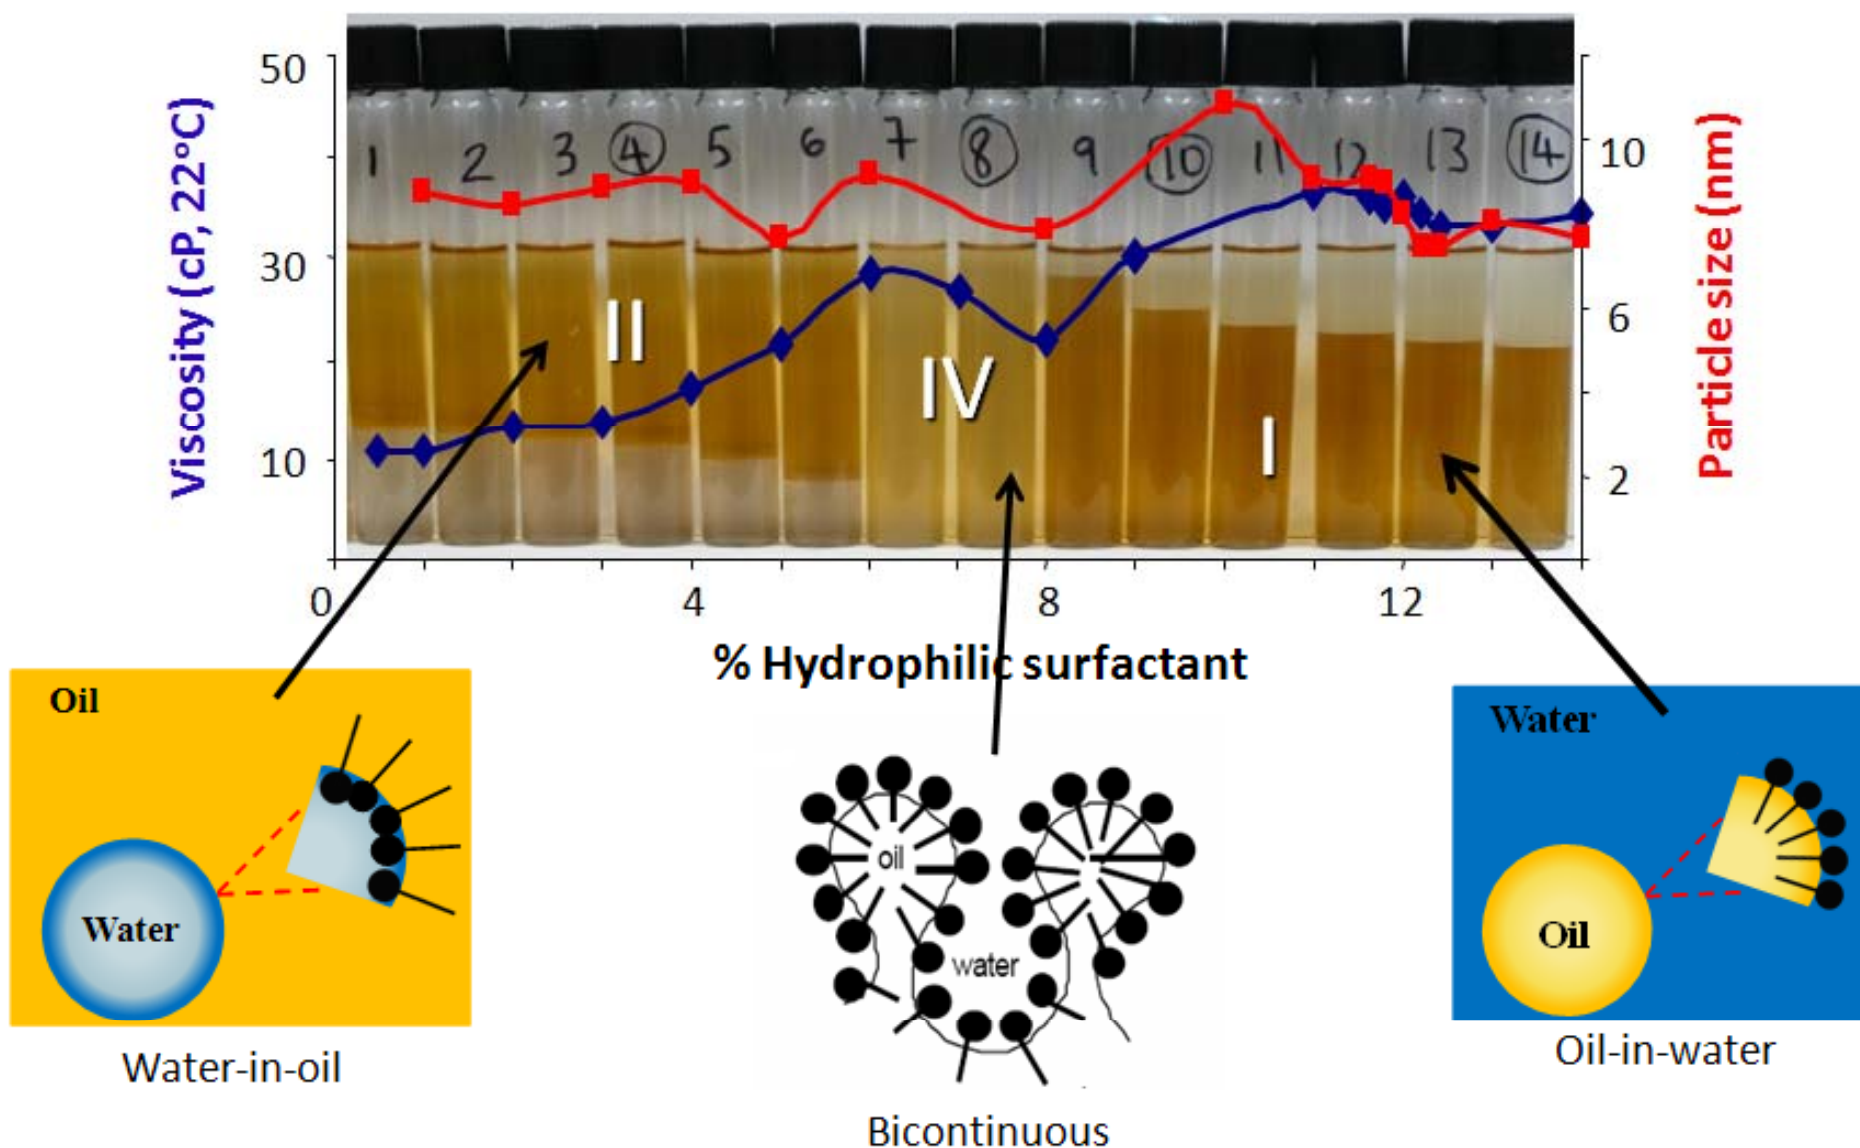 50
30
10
Viscosity (cP, 22°C)
1 2 3 4 5 6 7 8 9 10 11 12 13 14
II
IV
I
10
6
2
Particle size (nm)
0 4 8 12
% Hydrophilic surfactant
Oil
Water
Water-in-oil
oil
water
Bicontinuous
Water
Oil
Oil-in-water